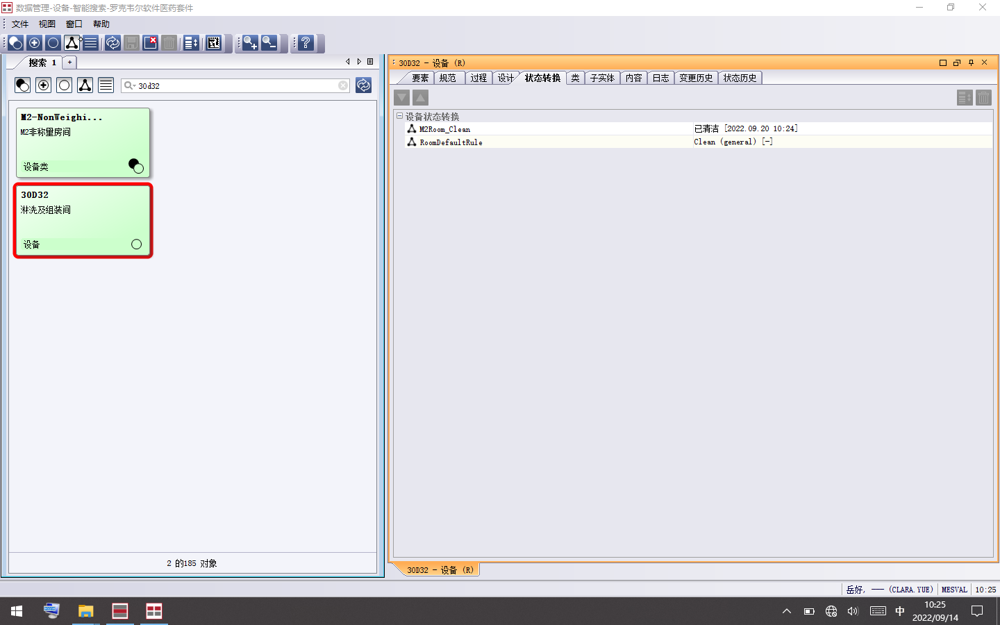 数据管理-设备-智能搜索-罗克韦尔软件医药套件
文件 视图 窗口 帮助
搜索 1 +
30d32
M2-NonWeighi...
M2非称量房间
设备类
30D32
淋洗及组装间
设备
2 的185 对象
30D32 - 设备 (R)
要素 规范 过程 设计 状态转换 类 子实体 内容 日志 变更历史 状态历史
设备状态转换
M2Room_Clean 已清洁 [2022.09.20 10:24]
RoomDefaultRule Clean (general) [-]
30D32 - 设备 (R)
岳好, 一一 (CLARA.YUE) MESVAL 10:25
中
10:25
2022/09/14